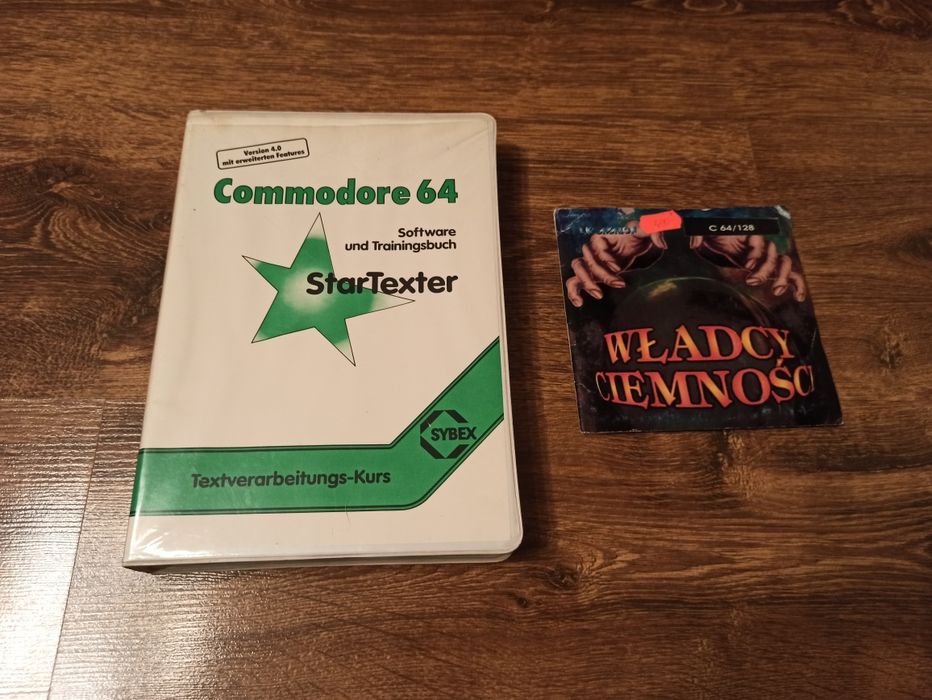 Version 4.0
mit erweiterten Features
Commodore 64
Software
und Trainingsbuch
StarTexter
SYBEX
Textverarbeitungs-Kurs
C 64/128
WŁADCY
CIEMNOŚCI